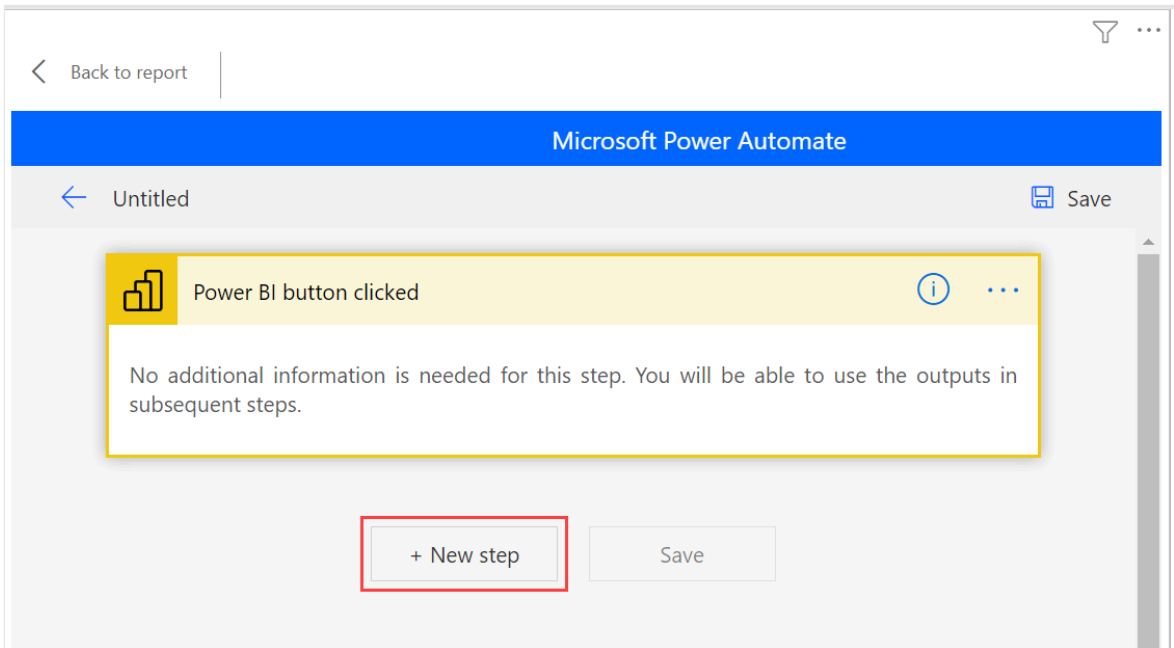 Back to report
Microsoft Power Automate
Untitled
Save
Power BI button clicked
No additional information is needed for this step. You will be able to use the outputs in
subsequent steps.
+ New step
Save